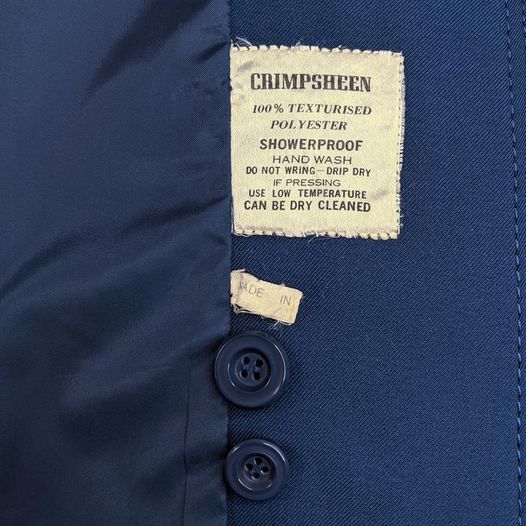 CRIMPSHEEN
100% TEXTURISED
POLYESTER
SHOWERPROOF
HAND WASH
DO NOT WRING–DRIP DRY
IF PRESSING
USE LOW TEMPERATURE
CAN BE DRY CLEANED
MADE IN